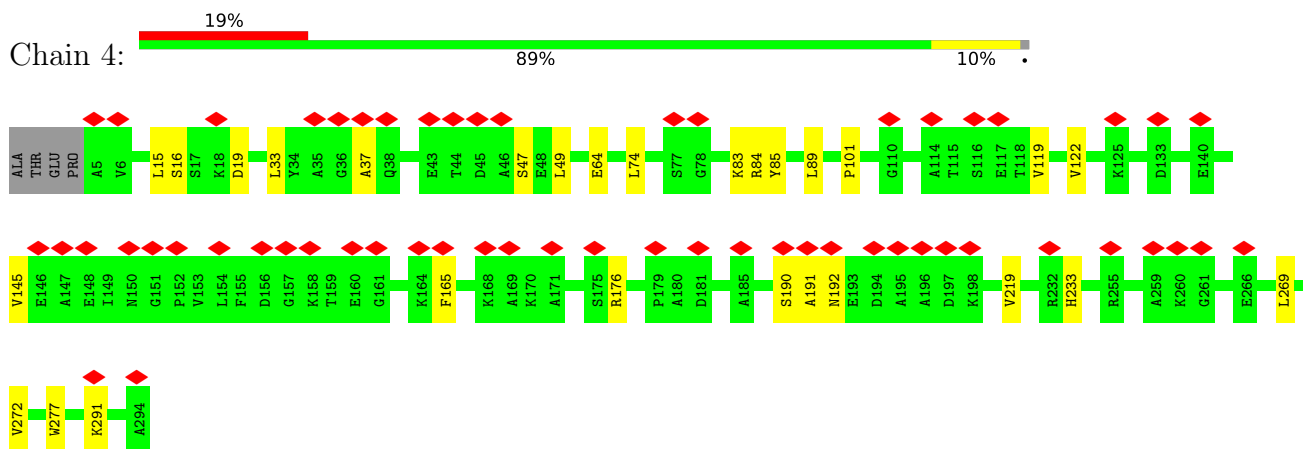 19%
Chain 4:
89% 10% •
ALA THR GLU PRO A5 V6 L15 S16 S17 K18 D19 L33 Y34 A35 G36 A37 Q38 E43 T44 D45 A46 S47 E48 L49 E64 L74 S77 G78 K83 R84 Y85 L89 P101 G110 A114 T115 S116 E117 T118 V119 V122 K125 D133 E140
V145 E146 A147 E148 I149 N150 G151 P152 V153 L154 F155 D156 G157 K158 T159 E160 G161 K164 F165 K168 A169 K170 A171 S175 R176 P179 A180 D181 A185 S190 A191 N192 E193 D194 A195 A196 D197 K198 V219 R232 H233 R255 A259 K260 G261 E266 L269
V272 W277 K291 A294